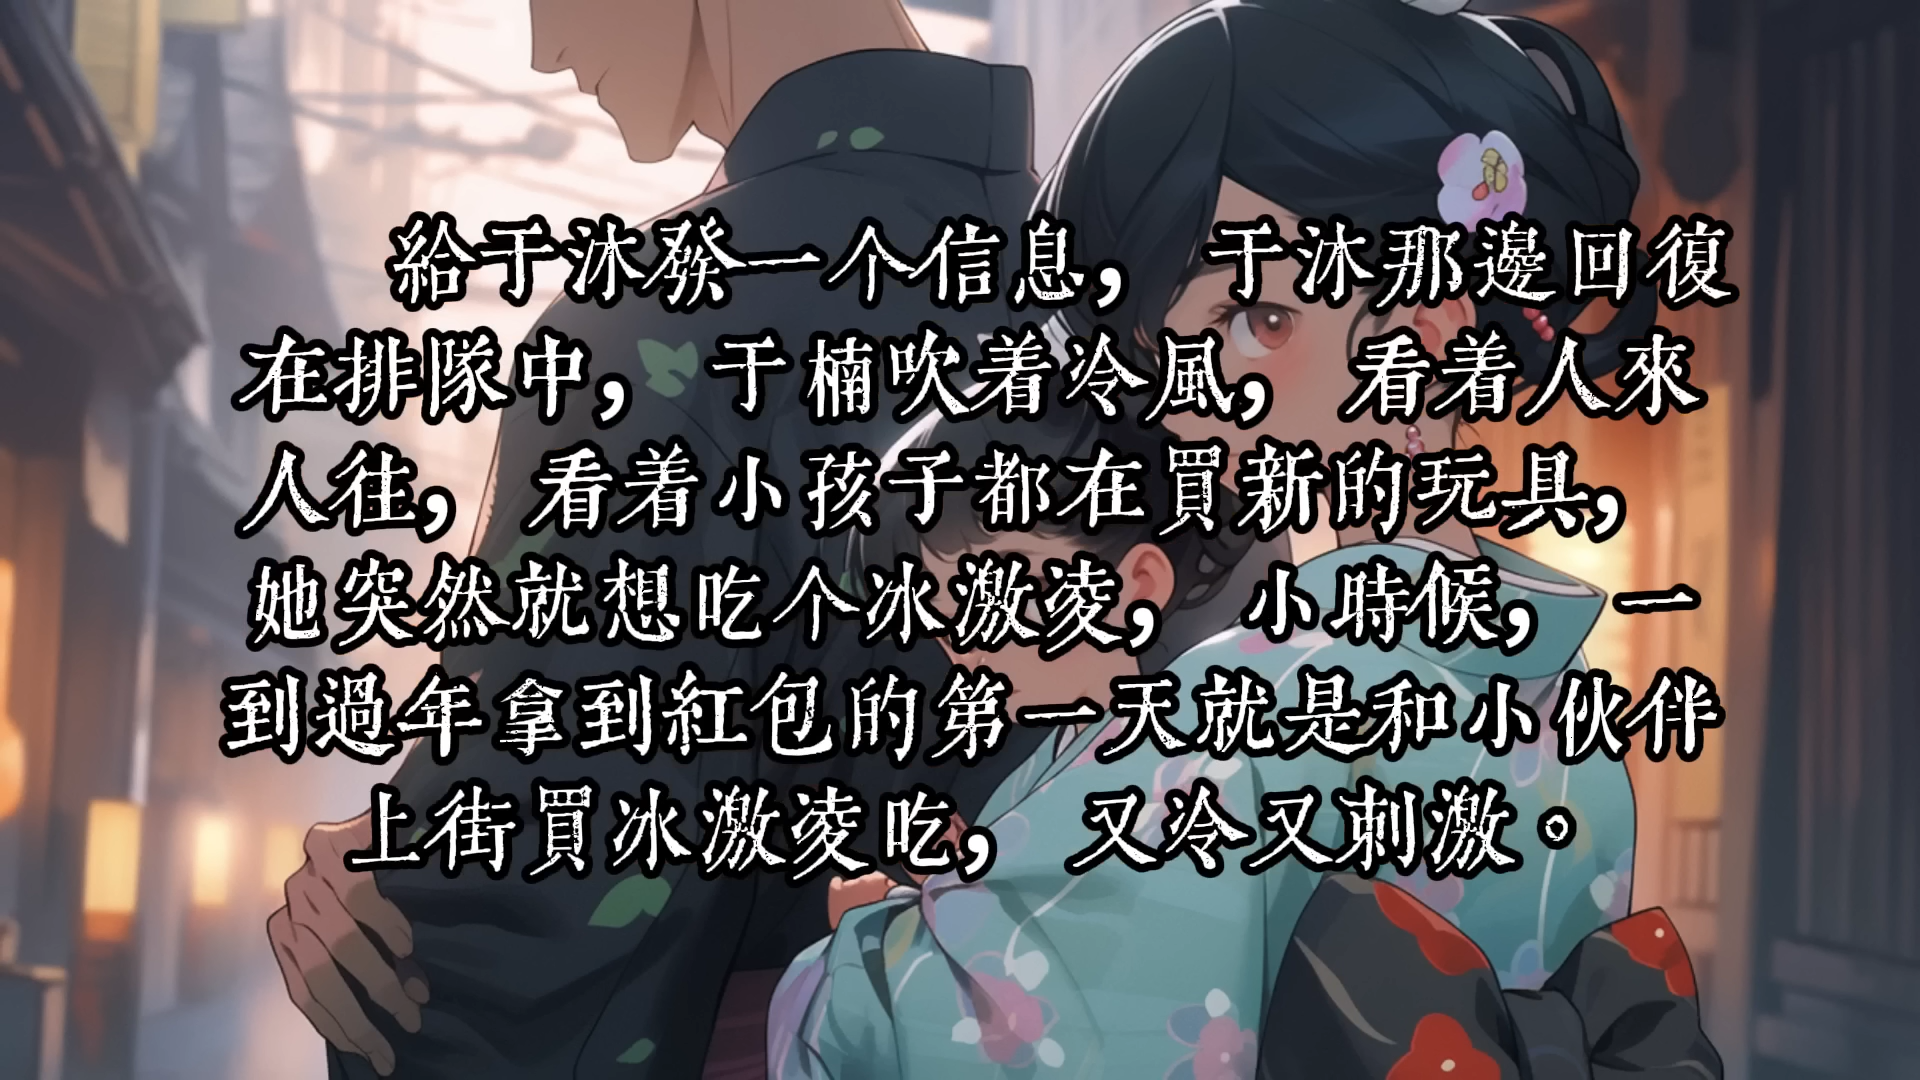 給于沐發一个信息，于沐那邊回復
在排隊中，于楠吹着冷風，看着人來
人往，看着小孩子都在買新的玩具，
她突然就想吃个冰激凌，小時候，一
到過年拿到紅包的第一天就是和小伙伴
上街買冰激凌吃，又冷又刺激。